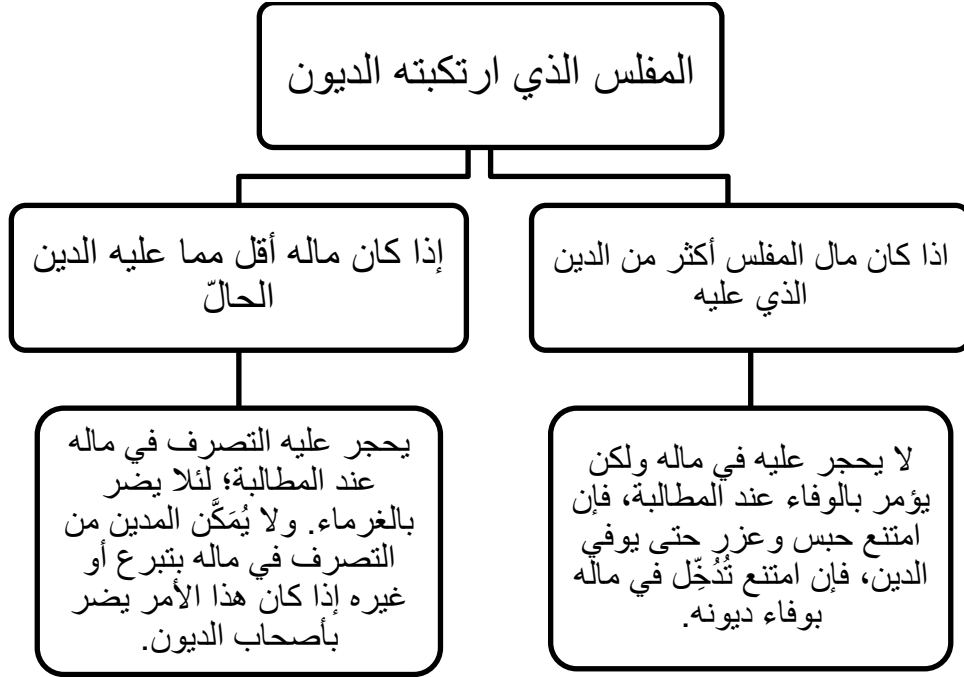 المفلس الذي ارتكبته الديون
اذا كان مال المفلس أكثر من الدين
الذي عليه
لا يحجر عليه في ماله ولكن
يؤمر بالوفاء عند المطالبة، فإن
امتنع حبس وعزر حتى يوفي
الدين، فإن امتنع تُدُخِّل في ماله
بوفاء ديونه.
إذا كان ماله أقل مما عليه الدين
الحالّ
يحجر عليه التصرف في ماله
عند المطالبة؛ لئلا يضر
بالغرماء. ولا يُمَكَّن المدين من
التصرف في ماله بتبرع أو
غيره إذا كان هذا الأمر يضر
بأصحاب الديون.